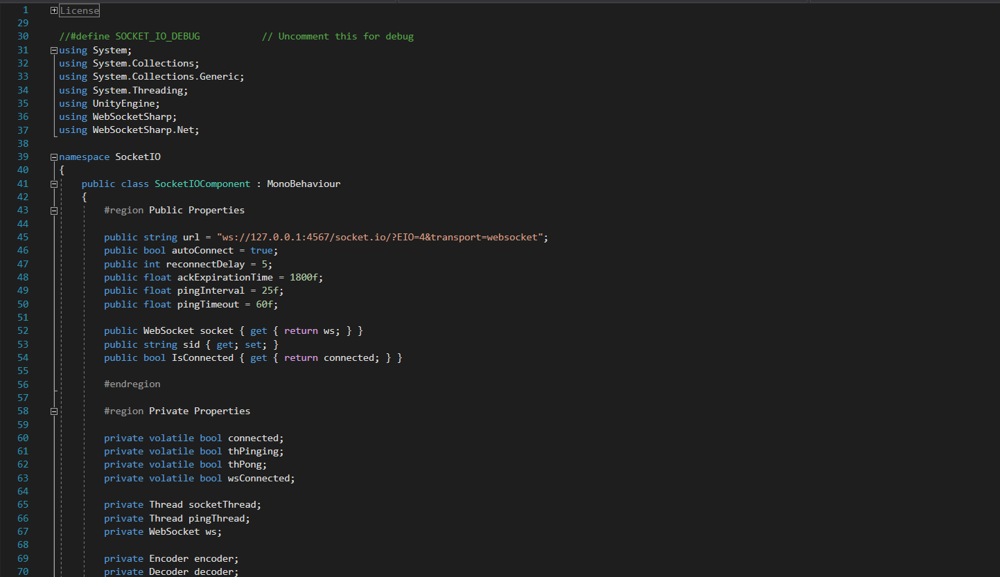 1 License
29
30 //#define SOCKET_IO_DEBUG // Uncomment this for debug
31 using System;
32 using System.Collections;
33 using System.Collections.Generic;
34 using System.Threading;
35 using UnityEngine;
36 using WebSocketSharp;
37 using WebSocketSharp.Net;
38
39 namespace SocketIO
40 {
41 public class SocketIOComponent : MonoBehaviour
42 {
43 #region Public Properties
44
45 public string url = "ws://127.0.0.1:4567/socket.io/?EIO=4&transport=websocket";
46 public bool autoConnect = true;
47 public int reconnectDelay = 5;
48 public float ackExpirationTime = 1800f;
49 public float pingInterval = 25f;
50 public float pingTimeout = 60f;
51
52 public WebSocket socket { get { return ws; } }
53 public string sid { get; set; }
54 public bool IsConnected { get { return connected; } }
55
56 #endregion
57
58 #region Private Properties
59
60 private volatile bool connected;
61 private volatile bool thPinging;
62 private volatile bool thPong;
63 private volatile bool wsConnected;
64
65 private Thread socketThread;
66 private Thread pingThread;
67 private WebSocket ws;
68
69 private Encoder encoder;
70 private Decoder decoder;